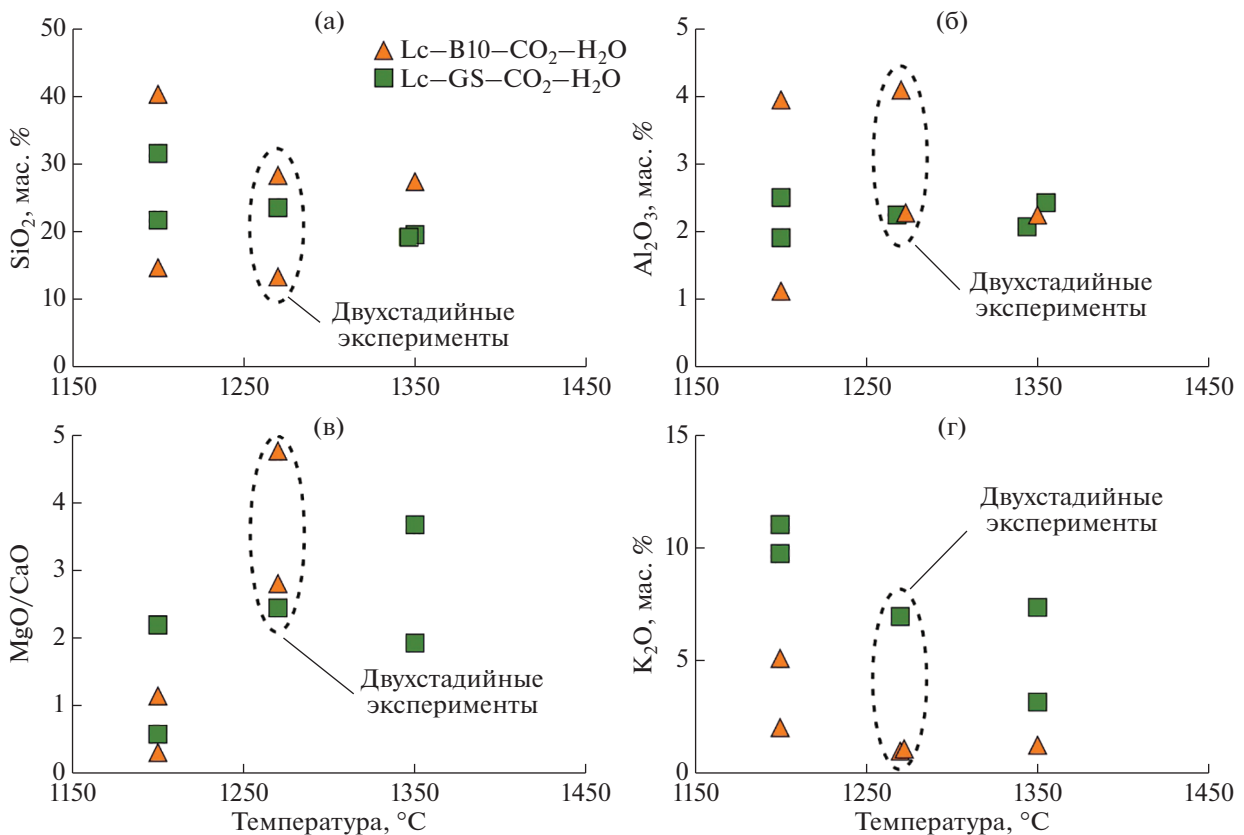 (а)
50
40
30
20
10
0
SiO₂, мас. %
Lc–B10–CO₂–H₂O
Lc–GS–CO₂–H₂O
Двухстадийные
эксперименты
1150
1250
1350
1450
(б)
5
4
3
2
1
0
Al₂O₃, мас. %
Двухстадийные
эксперименты
1150
1250
1350
1450
(в)
5
4
3
2
1
0
MgO/CaO
Двухстадийные
эксперименты
1150
1250
1350
1450
Температура, °C
(г)
15
10
5
0
K₂O, мас. %
Двухстадийные
эксперименты
1150
1250
1350
1450
Температура, °C